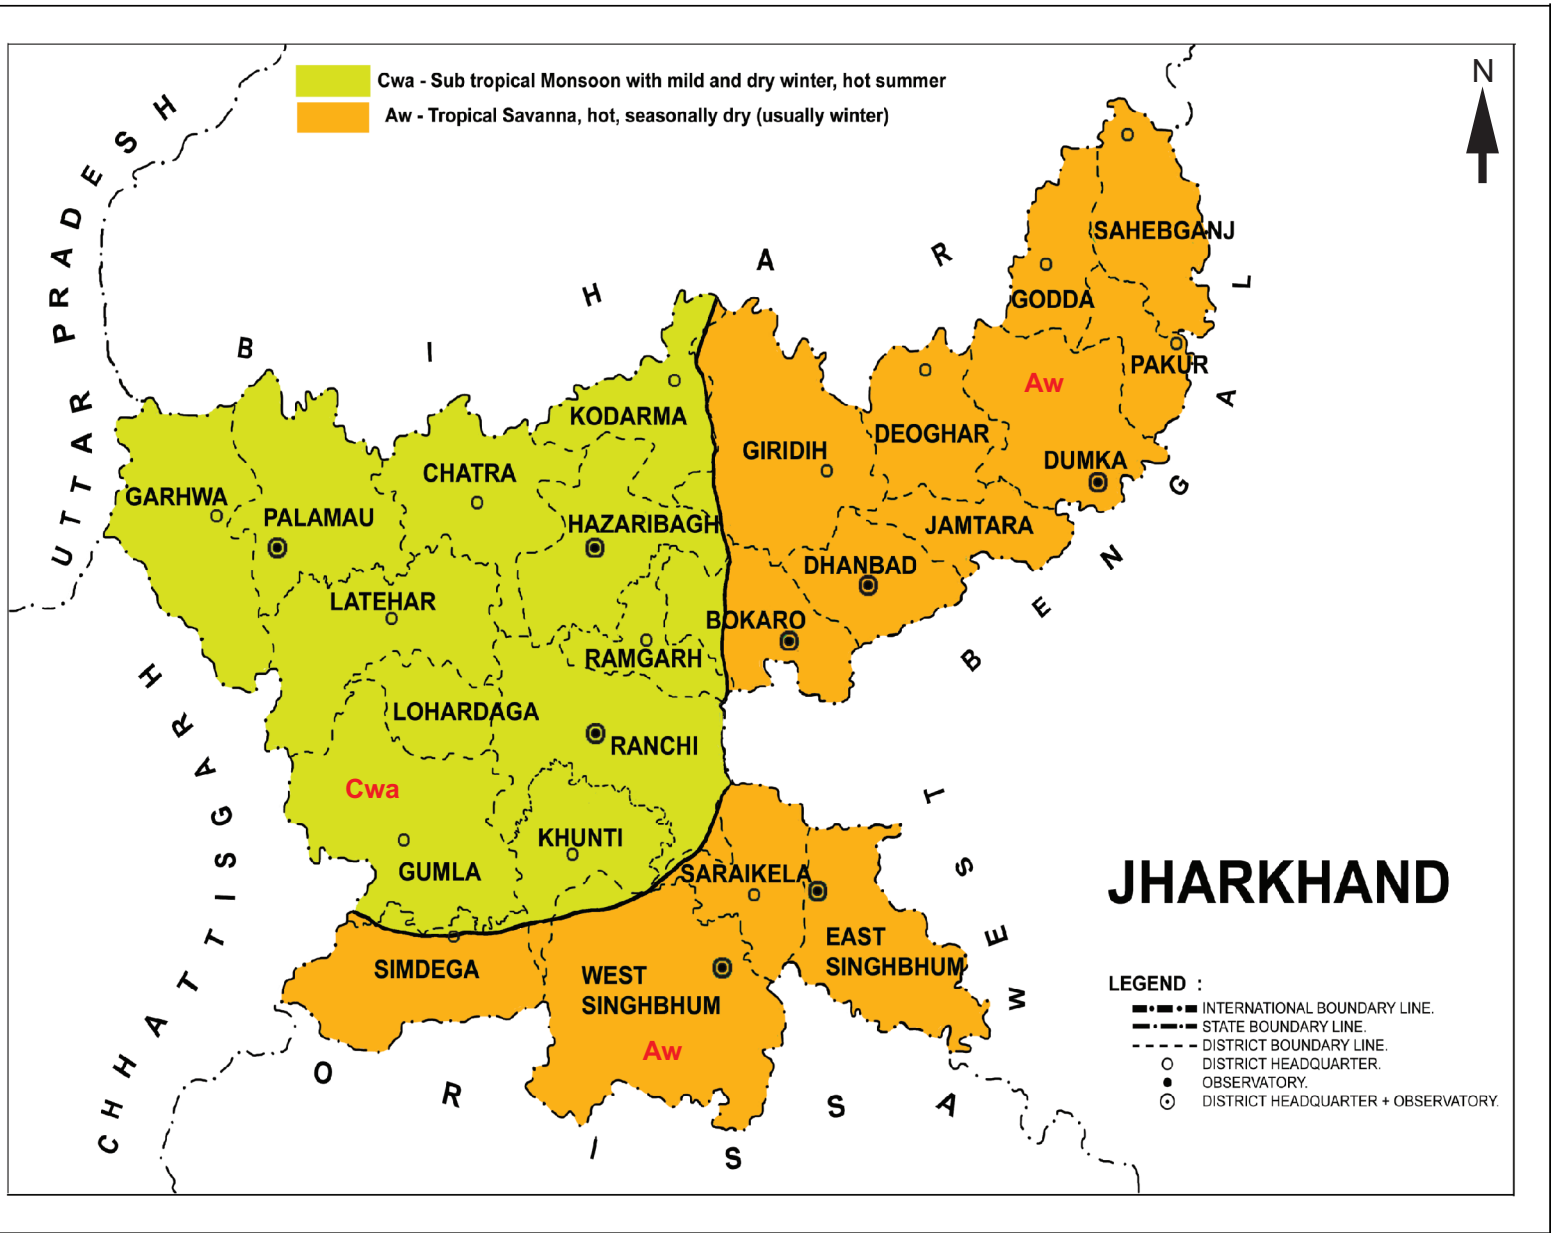 Cwa - Sub tropical Monsoon with mild and dry winter, hot summer
Aw - Tropical Savanna, hot, seasonally dry (usually winter)
N
UTTAR PRADESH
BIHAR
SAHEBGANJ
GODDA
PAKUR
Aw
KODARMA
GIRIDIH
DEOGHAR
DUMKA
CHATRA
GARHWA
PALAMAU
HAZARIBAGH
JAMTARA
DHANBAD
LATEHAR
BOKARO
RAMGARH
LOHARDAGA
RANCHI
Cwa
KHUNTI
GUMLA
SARAIKELA
SIMDEGA
WEST
SINGHBHUM
EAST
SINGHBHUM
Aw
CHHATTISGARH
ORISSA
WEST BENGAL
JHARKHAND
LEGEND :
INTERNATIONAL BOUNDARY LINE.
STATE BOUNDARY LINE.
DISTRICT BOUNDARY LINE.
DISTRICT HEADQUARTER.
OBSERVATORY.
DISTRICT HEADQUARTER + OBSERVATORY.